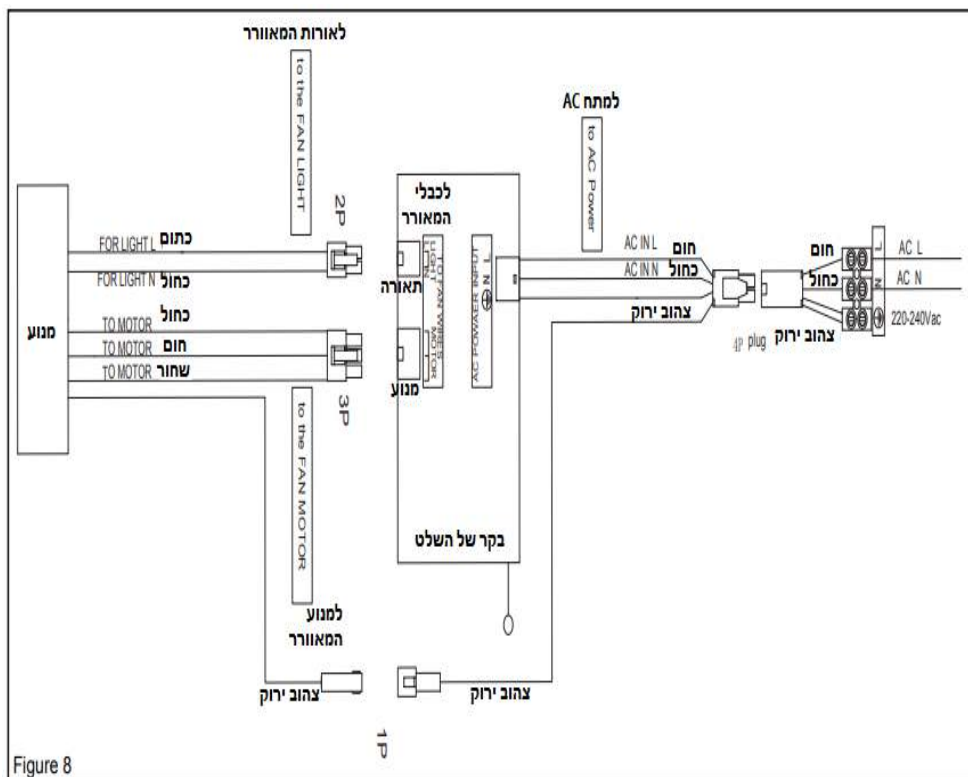 לאורות המאוורר
to the FAN LIGHT
למתח AC
to AC Power
2P
לכבלי
המאוורר
FOR LIGHT L כתום
FOR LIGHT N כחול
תאורה
LIGHT
L N
TO FAN WIRES
MOTOR
AC POWAER INPUT
N L
AC IN L חום
AC IN N כחול
צהוב ירוק
חום
כחול
צהוב ירוק
L
N
AC L
AC N
220-240Vac
4P plug
מנוע
TO MOTOR כחול
TO MOTOR חום
TO MOTOR שחור
מנוע
3P
to the FAN MOTOR
בקר של השלט
למנוע
המאוורר
צהוב ירוק
צהוב ירוק
1P
Figure 8